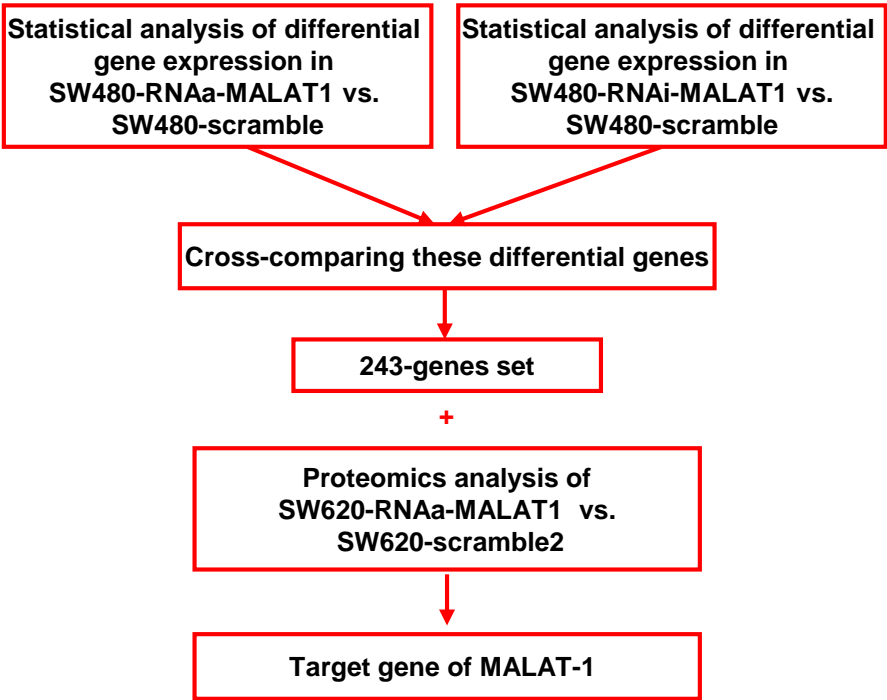 Statistical analysis of differential
gene expression in
SW480-RNAa-MALAT1 vs.
SW480-scramble
Statistical analysis of differential
gene expression in
SW480-RNAi-MALAT1 vs.
SW480-scramble
Cross-comparing these differential genes
243-genes set
+
Proteomics analysis of
SW620-RNAa-MALAT1 vs.
SW620-scramble2
Target gene of MALAT-1